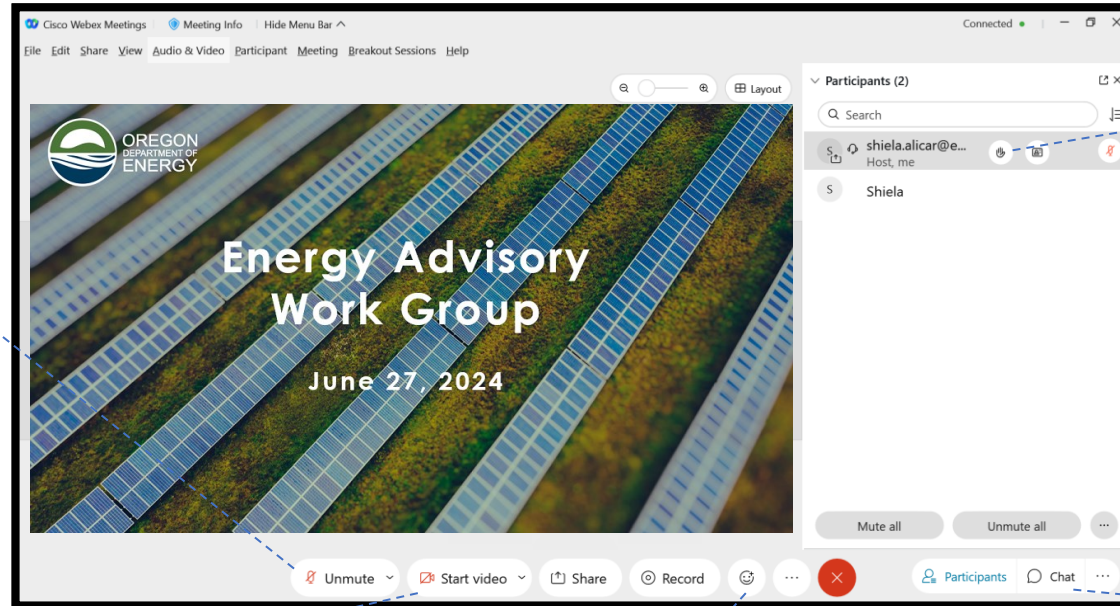 Cisco Webex Meetings Meeting Info Hide Menu Bar
Connected
File Edit Share View Audio & Video Participant Meeting Breakout Sessions Help
Layout
OREGON
DEPARTMENT OF
ENERGY
Energy Advisory
Work Group
June 27, 2024
Participants (2)
Search
S shiela.alicar@e...
Host, me
S Shiela
Mute all Unmute all ...
Unmute Start video Share Record ... Participants Chat ...